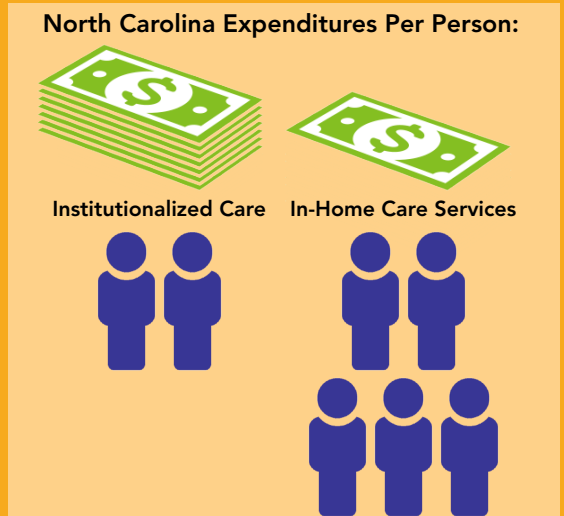 North Carolina Expenditures Per Person:
$ $
Institutionalized Care In-Home Care Services